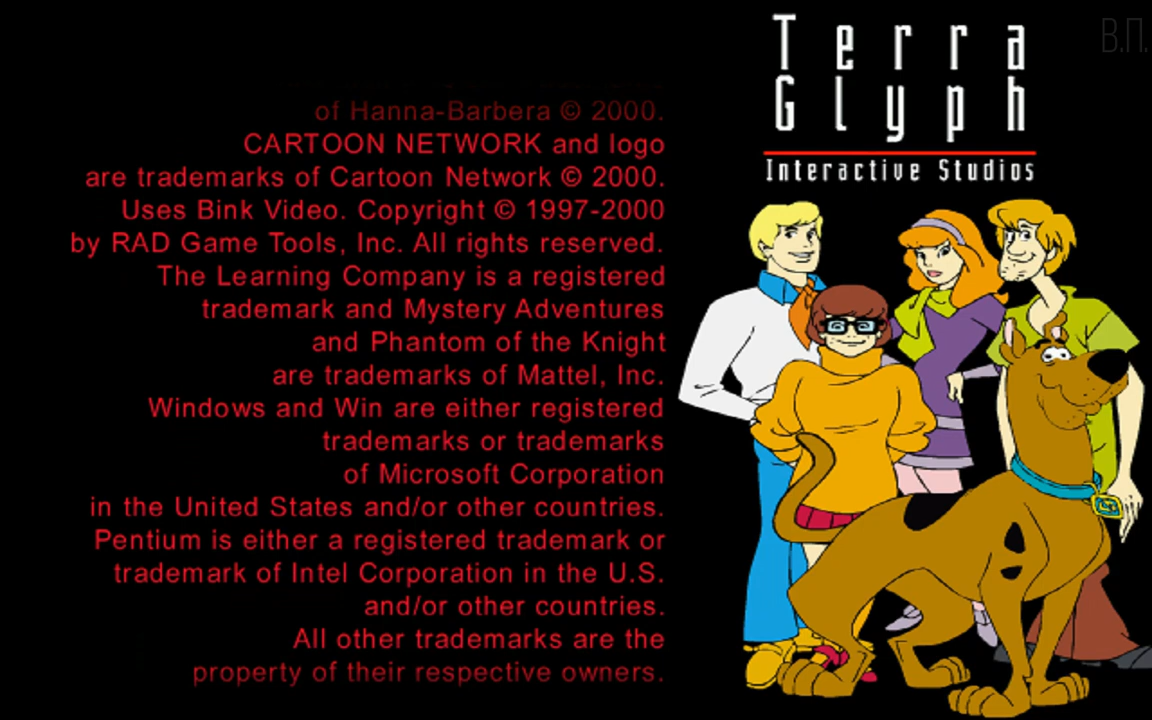 of Hanna-Barbera © 2000.
CARTOON NETWORK and logo
are trademarks of Cartoon Network © 2000.
Uses Bink Video. Copyright © 1997-2000
by RAD Game Tools, Inc. All rights reserved.
The Learning Company is a registered
trademark and Mystery Adventures
and Phantom of the Knight
are trademarks of Mattel, Inc.
Windows and Win are either registered
trademarks or trademarks
of Microsoft Corporation
in the United States and/or other countries.
Pentium is either a registered trademark or
trademark of Intel Corporation in the U.S.
and/or other countries.
All other trademarks are the
property of their respective owners.
Terra
Glyph
Interactive Studios
В.П.